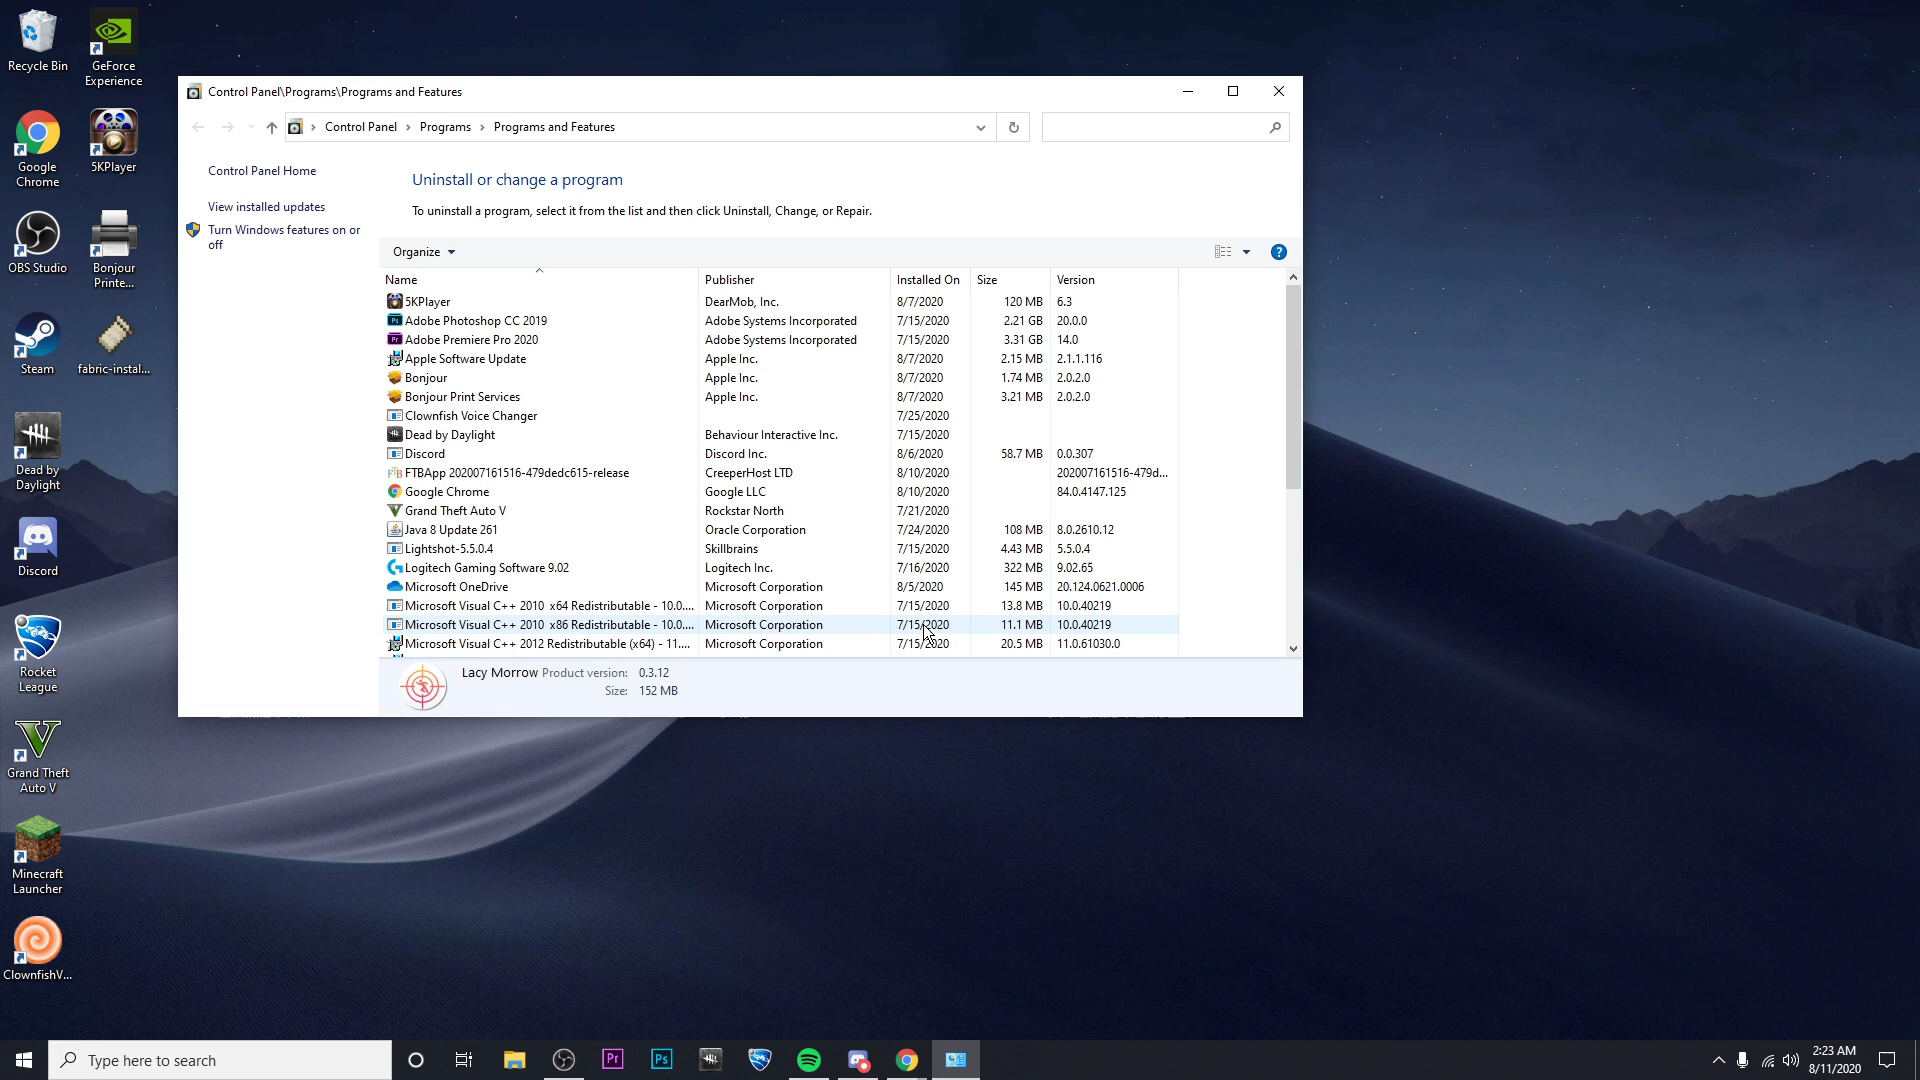 Recycle Bin
GeForce
Experience
Google
Chrome
5KPlayer
OBS Studio
Bonjour
Printe...
Steam
fabric-instal...
Dead by
Daylight
Discord
Rocket
League
Grand Theft
Auto V
Minecraft
Launcher
ClownfishV...
Control Panel\Programs\Programs and Features
Control Panel > Programs > Programs and Features
Control Panel Home
View installed updates
Turn Windows features on or
off
Uninstall or change a program
To uninstall a program, select it from the list and then click Uninstall, Change, or Repair.
Organize
Name Publisher Installed On Size Version
5KPlayer DearMob, Inc. 8/7/2020 120 MB 6.3
Adobe Photoshop CC 2019 Adobe Systems Incorporated 7/15/2020 2.21 GB 20.0.0
Adobe Premiere Pro 2020 Adobe Systems Incorporated 7/15/2020 3.31 GB 14.0
Apple Software Update Apple Inc. 8/7/2020 2.15 MB 2.1.1.116
Bonjour Apple Inc. 8/7/2020 1.74 MB 2.0.2.0
Bonjour Print Services Apple Inc. 8/7/2020 3.21 MB 2.0.2.0
Clownfish Voice Changer 7/25/2020
Dead by Daylight Behaviour Interactive Inc. 7/15/2020
Discord Discord Inc. 8/6/2020 58.7 MB 0.0.307
FTBApp 202007161516-479dedc615-release CreeperHost LTD 8/10/2020 202007161516-479d...
Google Chrome Google LLC 8/10/2020 84.0.4147.125
Grand Theft Auto V Rockstar North 7/21/2020
Java 8 Update 261 Oracle Corporation 7/24/2020 108 MB 8.0.2610.12
Lightshot-5.5.0.4 Skillbrains 7/15/2020 4.43 MB 5.5.0.4
Logitech Gaming Software 9.02 Logitech Inc. 7/16/2020 322 MB 9.02.65
Microsoft OneDrive Microsoft Corporation 8/5/2020 145 MB 20.124.0621.0006
Microsoft Visual C++ 2010 x64 Redistributable - 10.0.... Microsoft Corporation 7/15/2020 13.8 MB 10.0.40219
Microsoft Visual C++ 2010 x86 Redistributable - 10.0.... Microsoft Corporation 7/15/2020 11.1 MB 10.0.40219
Microsoft Visual C++ 2012 Redistributable (x64) - 11.... Microsoft Corporation 7/15/2020 20.5 MB 11.0.61030.0
Lacy Morrow Product version: 0.3.12
Size: 152 MB
Type here to search
Pr
Ps
2:23 AM
8/11/2020